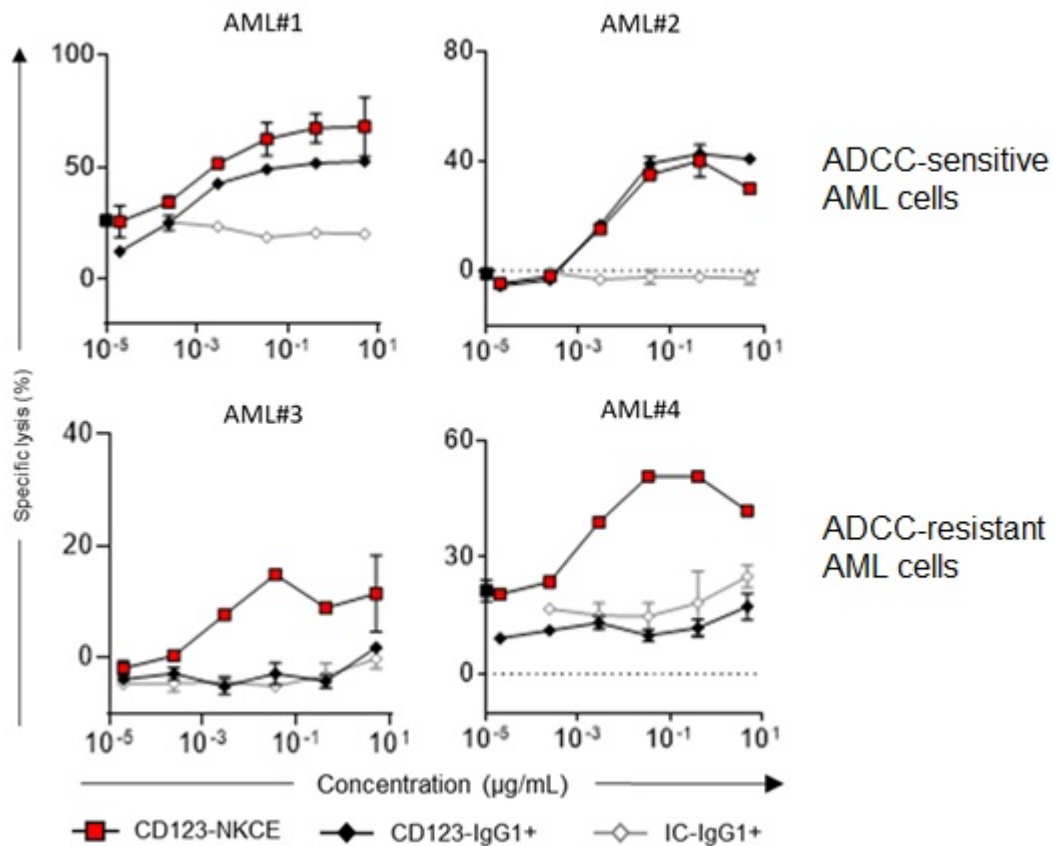 AML#1
AML#2
100
50
0
80
40
0
10-5 10-3 10-1 101
10-5 10-3 10-1 101
ADCC-sensitive
AML cells
AML#3
AML#4
40
20
0
60
30
0
10-5 10-3 10-1 101
10-5 10-3 10-1 101
ADCC-resistant
AML cells
Specific lysis (%)
Concentration (µg/mL)
CD123-NKCE CD123-IgG1+ IC-IgG1+